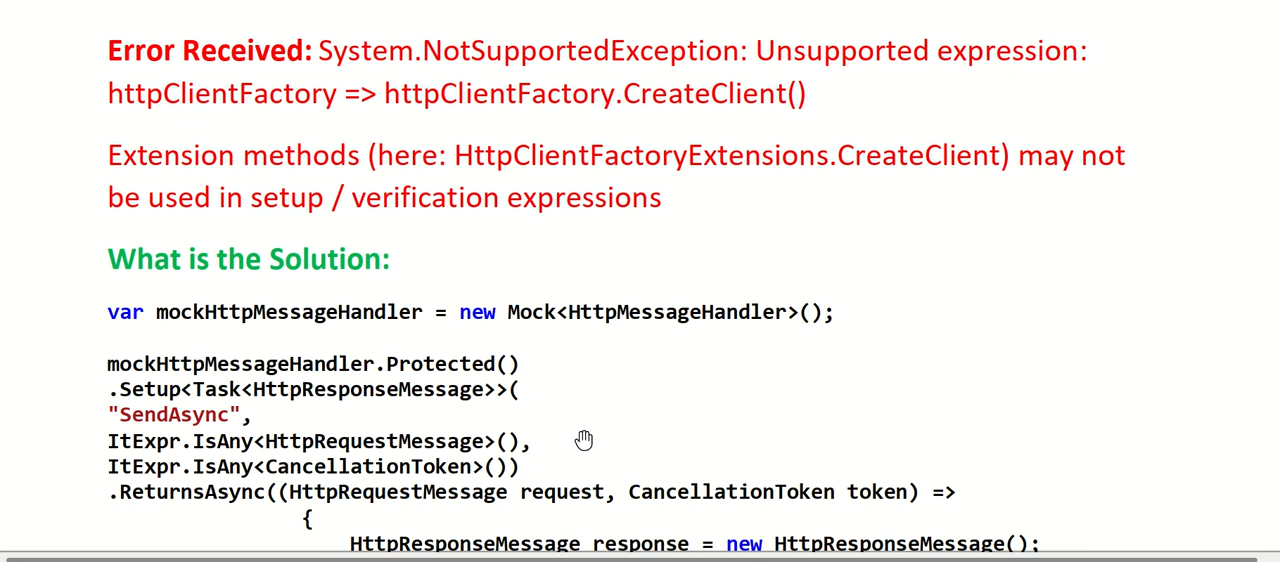 Error Received: System.NotSupportedException: Unsupported expression:
httpClientFactory => httpClientFactory.CreateClient()
Extension methods (here: HttpClientFactoryExtensions.CreateClient) may not
be used in setup / verification expressions
What is the Solution:
var mockHttpMessageHandler = new Mock<HttpMessageHandler>();
mockHttpMessageHandler.Protected()
.Setup<Task<HttpResponseMessage>>(
"SendAsync",
ItExpr.IsAny<HttpRequestMessage>(),
ItExpr.IsAny<CancellationToken>())
.ReturnsAsync((HttpRequestMessage request, CancellationToken token) =>
{
HttpResponseMessage response = new HttpResponseMessage();